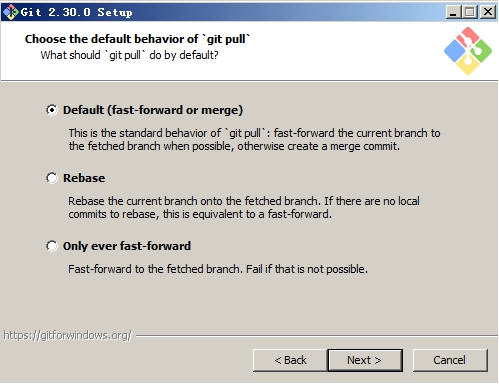 Git 2.30.0 Setup
Choose the default behavior of `git pull`
What should `git pull` do by default?
Default (fast-forward or merge)
This is the standard behavior of `git pull`: fast-forward the current branch to
the fetched branch when possible, otherwise create a merge commit.
Rebase
Rebase the current branch onto the fetched branch. If there are no local
commits to rebase, this is equivalent to a fast-forward.
Only ever fast-forward
Fast-forward to the fetched branch. Fail if that is not possible.
https://gitforwindows.org/
< Back
Next >
Cancel